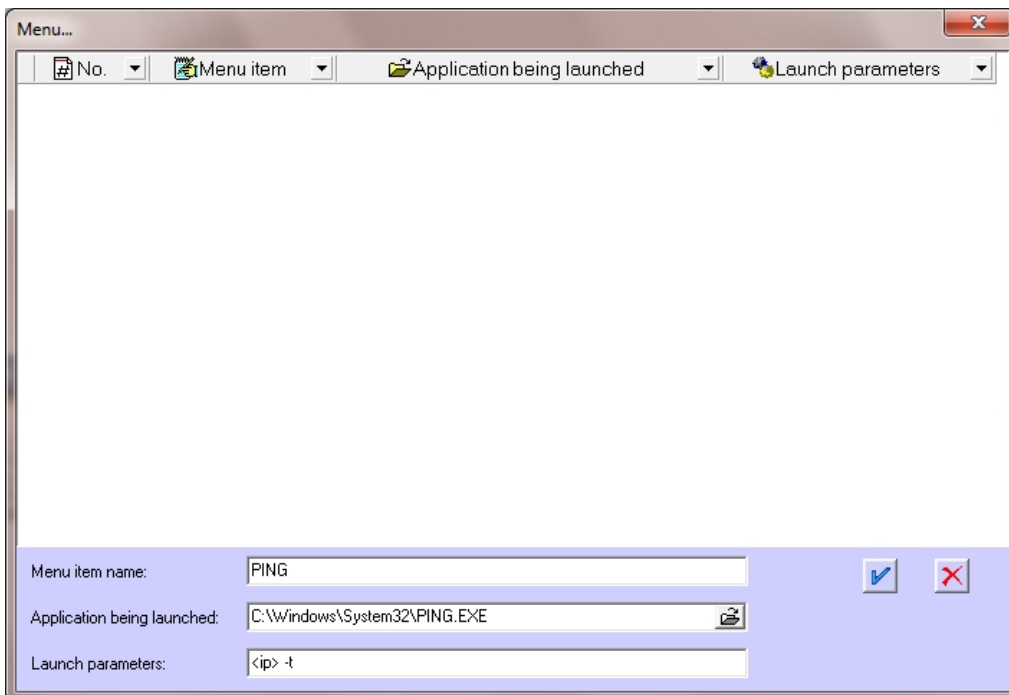 Menu...
No. Menu item Application being launched Launch parameters
Menu item name: PING
Application being launched: C:\Windows\System32\PING.EXE
Launch parameters: <ip> -t